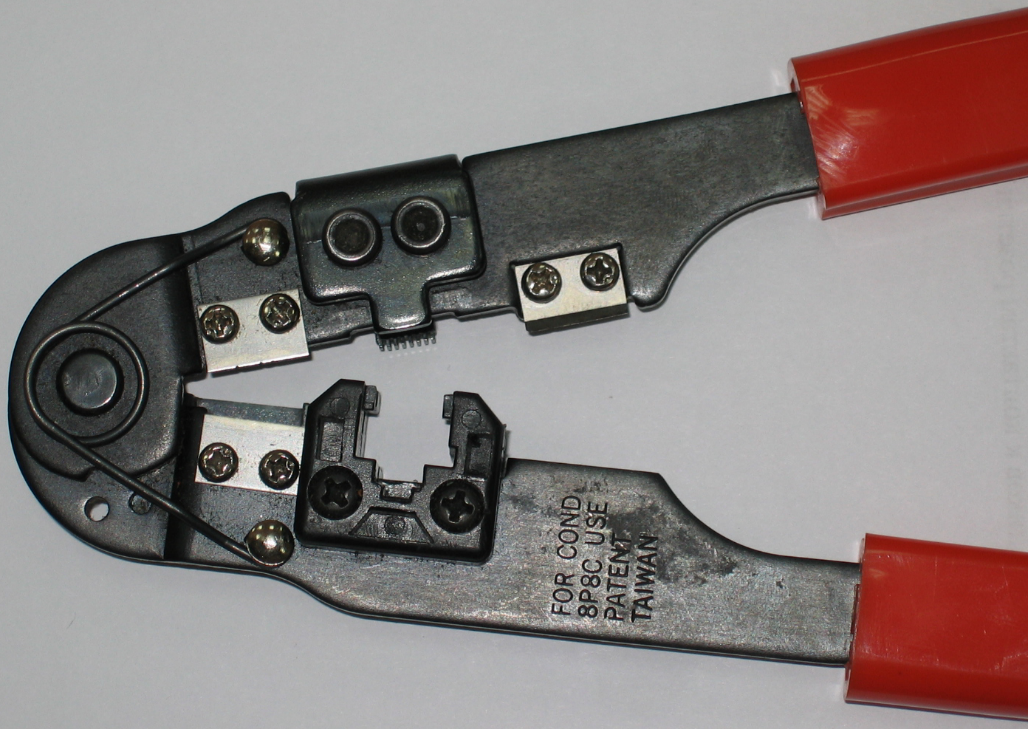 FOR COND
8P8C USE
PATENT
TAIWAN